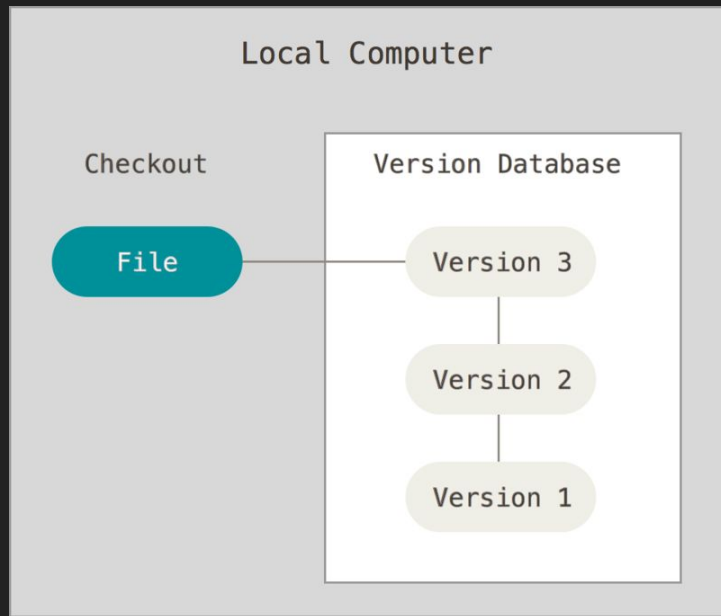 Local Computer
Checkout
Version Database
File
Version 3
Version 2
Version 1